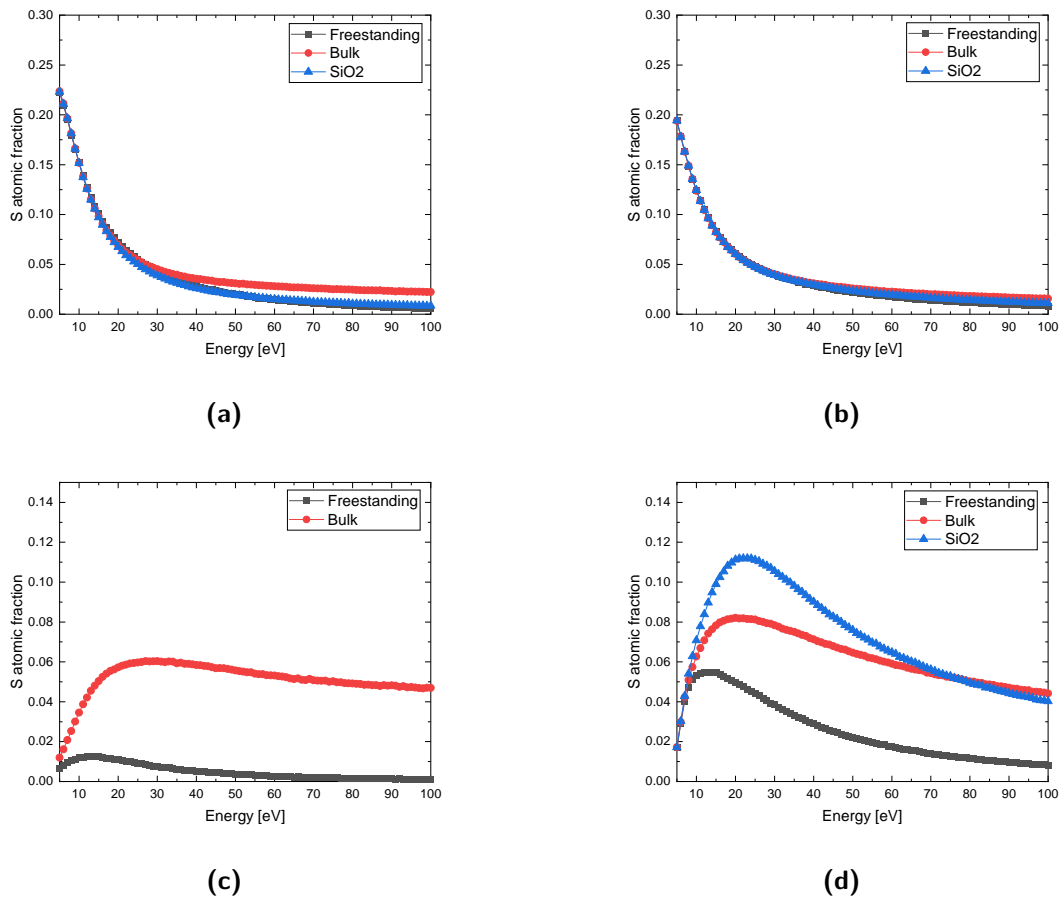 0.30
0.25
0.20
0.15
0.10
0.05
0.00
S atomic fraction
Freestanding
Bulk
SiO2
10 20 30 40 50 60 70 80 90 100
Energy [eV]
(a)
0.30
0.25
0.20
0.15
0.10
0.05
0.00
S atomic fraction
Freestanding
Bulk
SiO2
10 20 30 40 50 60 70 80 90 100
Energy [eV]
(b)
0.14
0.12
0.10
0.08
0.06
0.04
0.02
0.00
S atomic fraction
Freestanding
Bulk
10 20 30 40 50 60 70 80 90 100
Energy [eV]
(c)
0.14
0.12
0.10
0.08
0.06
0.04
0.02
0.00
S atomic fraction
Freestanding
Bulk
SiO2
10 20 30 40 50 60 70 80 90 100
Energy [eV]
(d)